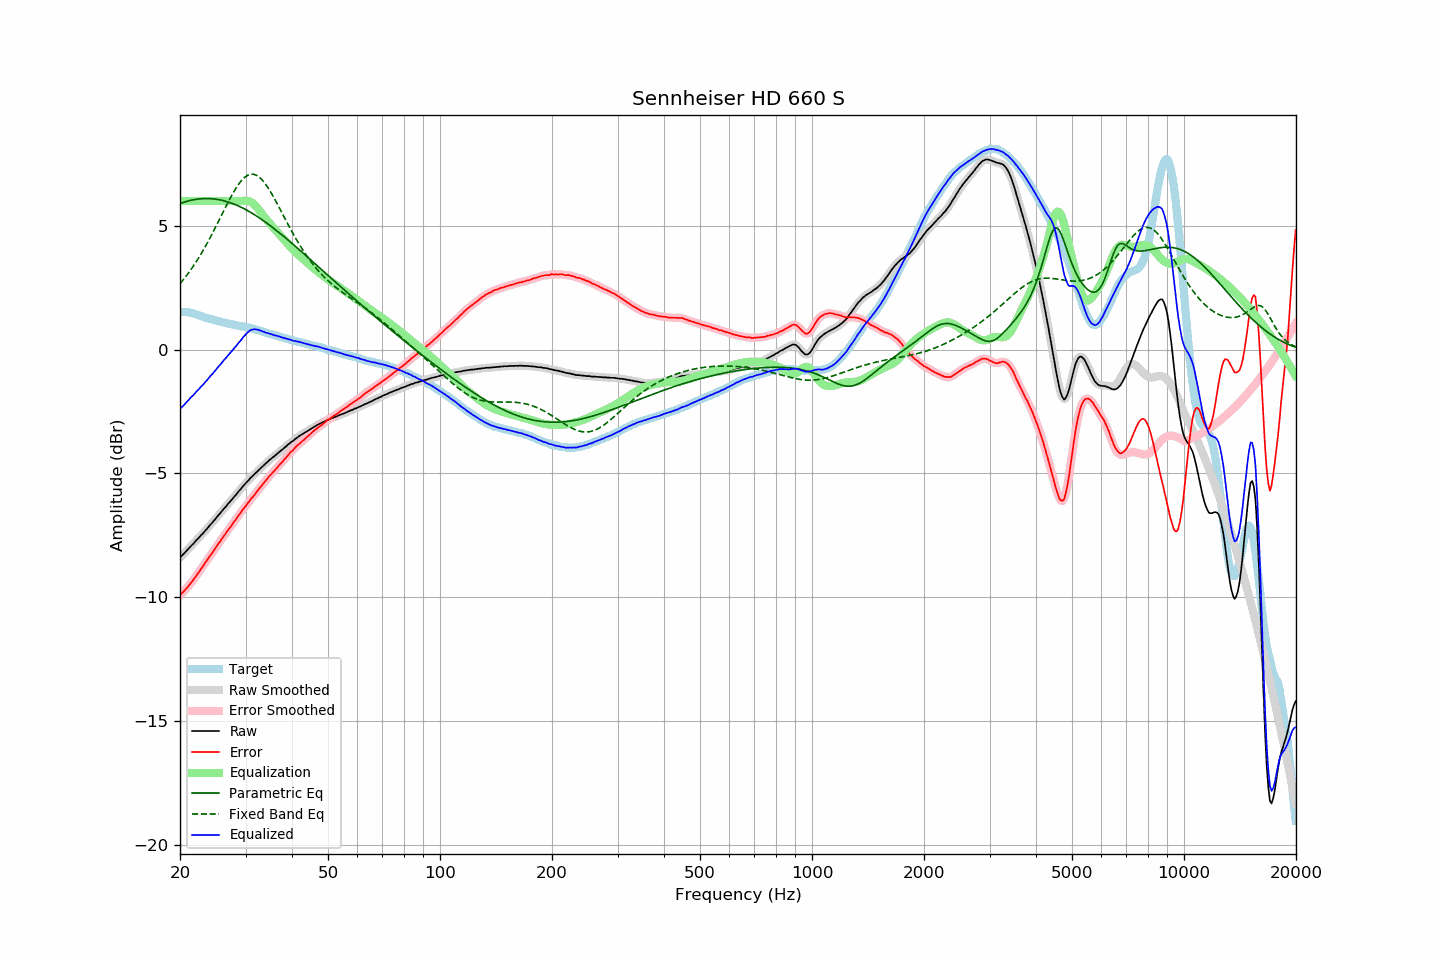 Sennheiser HD 660 S
Amplitude (dBr)
5
0
−5
−10
−15
−20
Target
Raw Smoothed
Error Smoothed
Raw
Error
Equalization
Parametric Eq
Fixed Band Eq
Equalized
20 50 100 200 500 1000 2000 5000 10000 20000
Frequency (Hz)